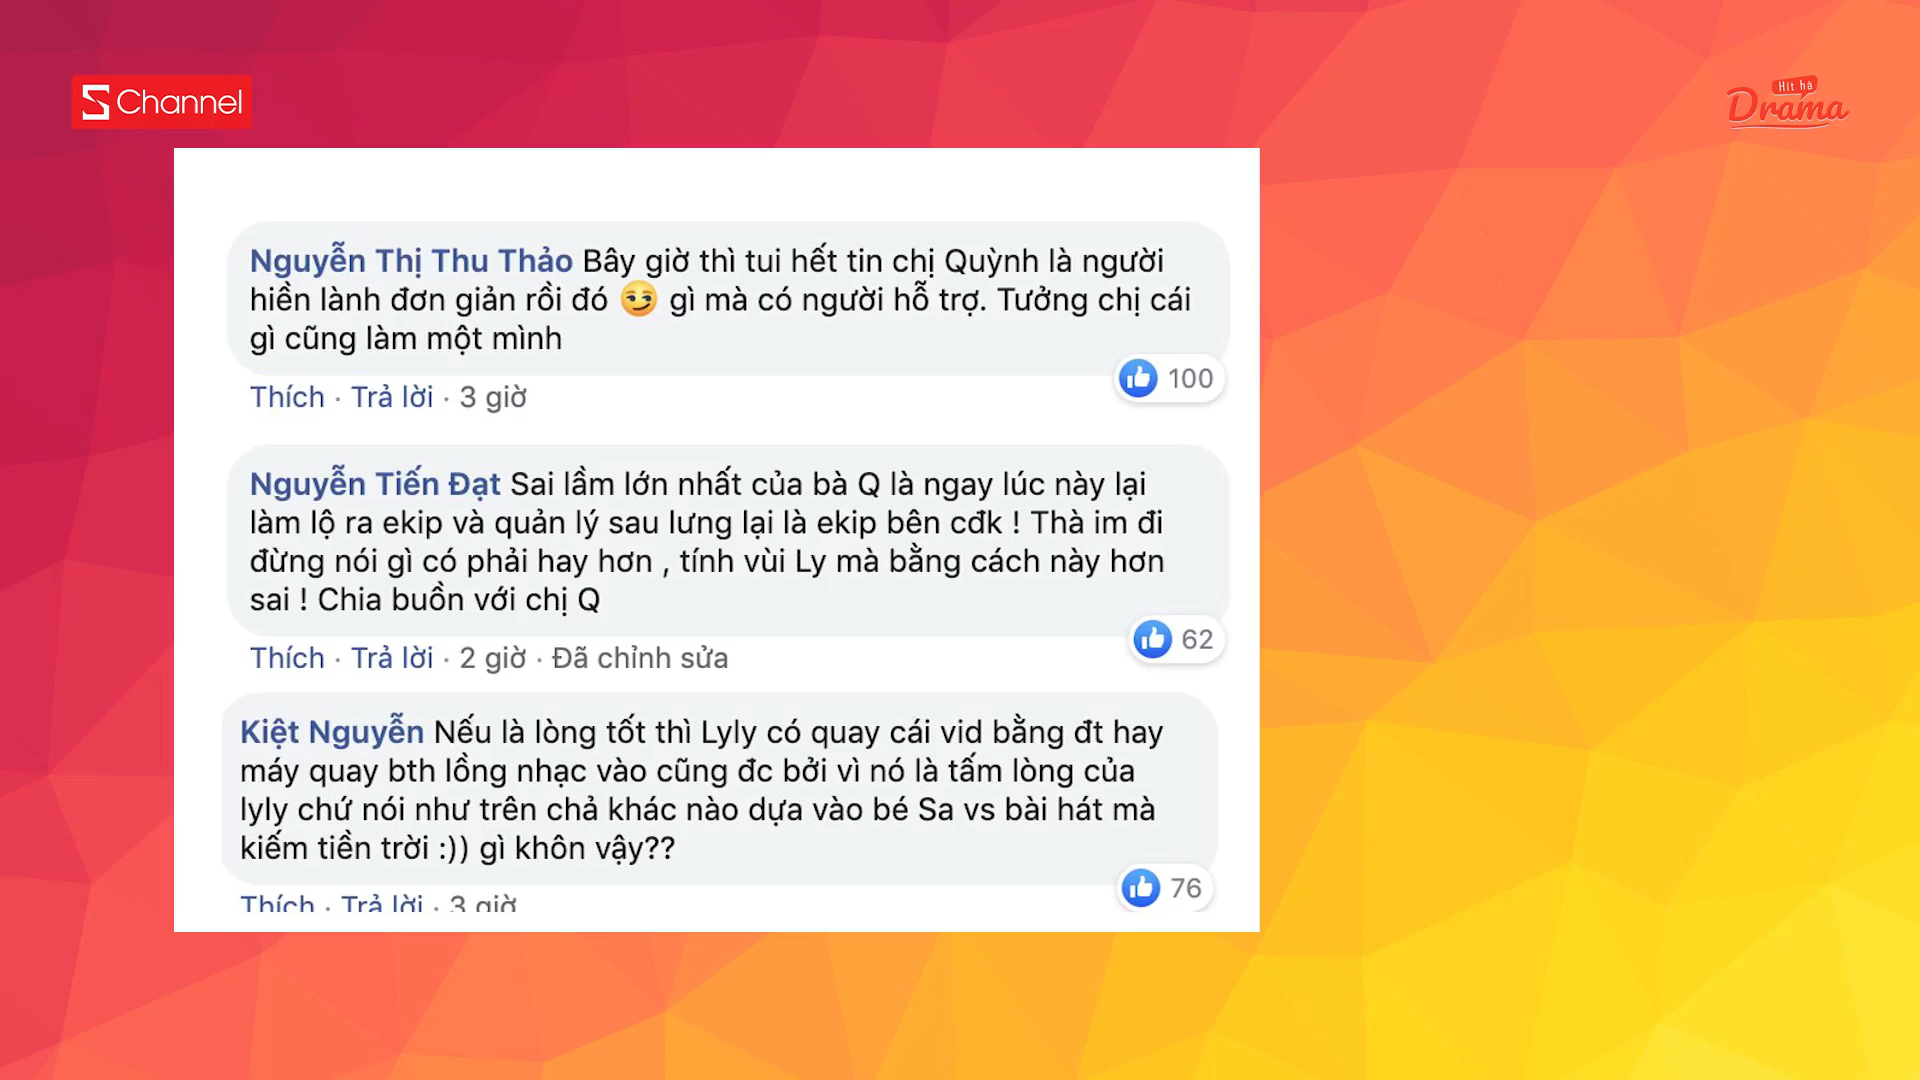 S Channel
Hít hà
Drama
Nguyễn Thị Thu Thảo Bây giờ thì tui hết tin chị Quỳnh là người
hiền lành đơn giản rồi đó 😏 gì mà có người hỗ trợ. Tưởng chị cái
gì cũng làm một mình
100
Thích · Trả lời · 3 giờ
Nguyễn Tiến Đạt Sai lầm lớn nhất của bà Q là ngay lúc này lại
làm lộ ra ekip và quản lý sau lưng lại là ekip bên cđk ! Thà im đi
đừng nói gì có phải hay hơn , tính vùi Ly mà bằng cách này hơn
sai ! Chia buồn với chị Q
62
Thích · Trả lời · 2 giờ · Đã chỉnh sửa
Kiệt Nguyễn Nếu là lòng tốt thì Lyly có quay cái vid bằng đt hay
máy quay bth lồng nhạc vào cũng đc bởi vì nó là tấm lòng của
lyly chứ nói như trên chả khác nào dựa vào bé Sa vs bài hát mà
kiếm tiền trời :)) gì khôn vậy??
76
Thích · Trả lời · 3 giờ